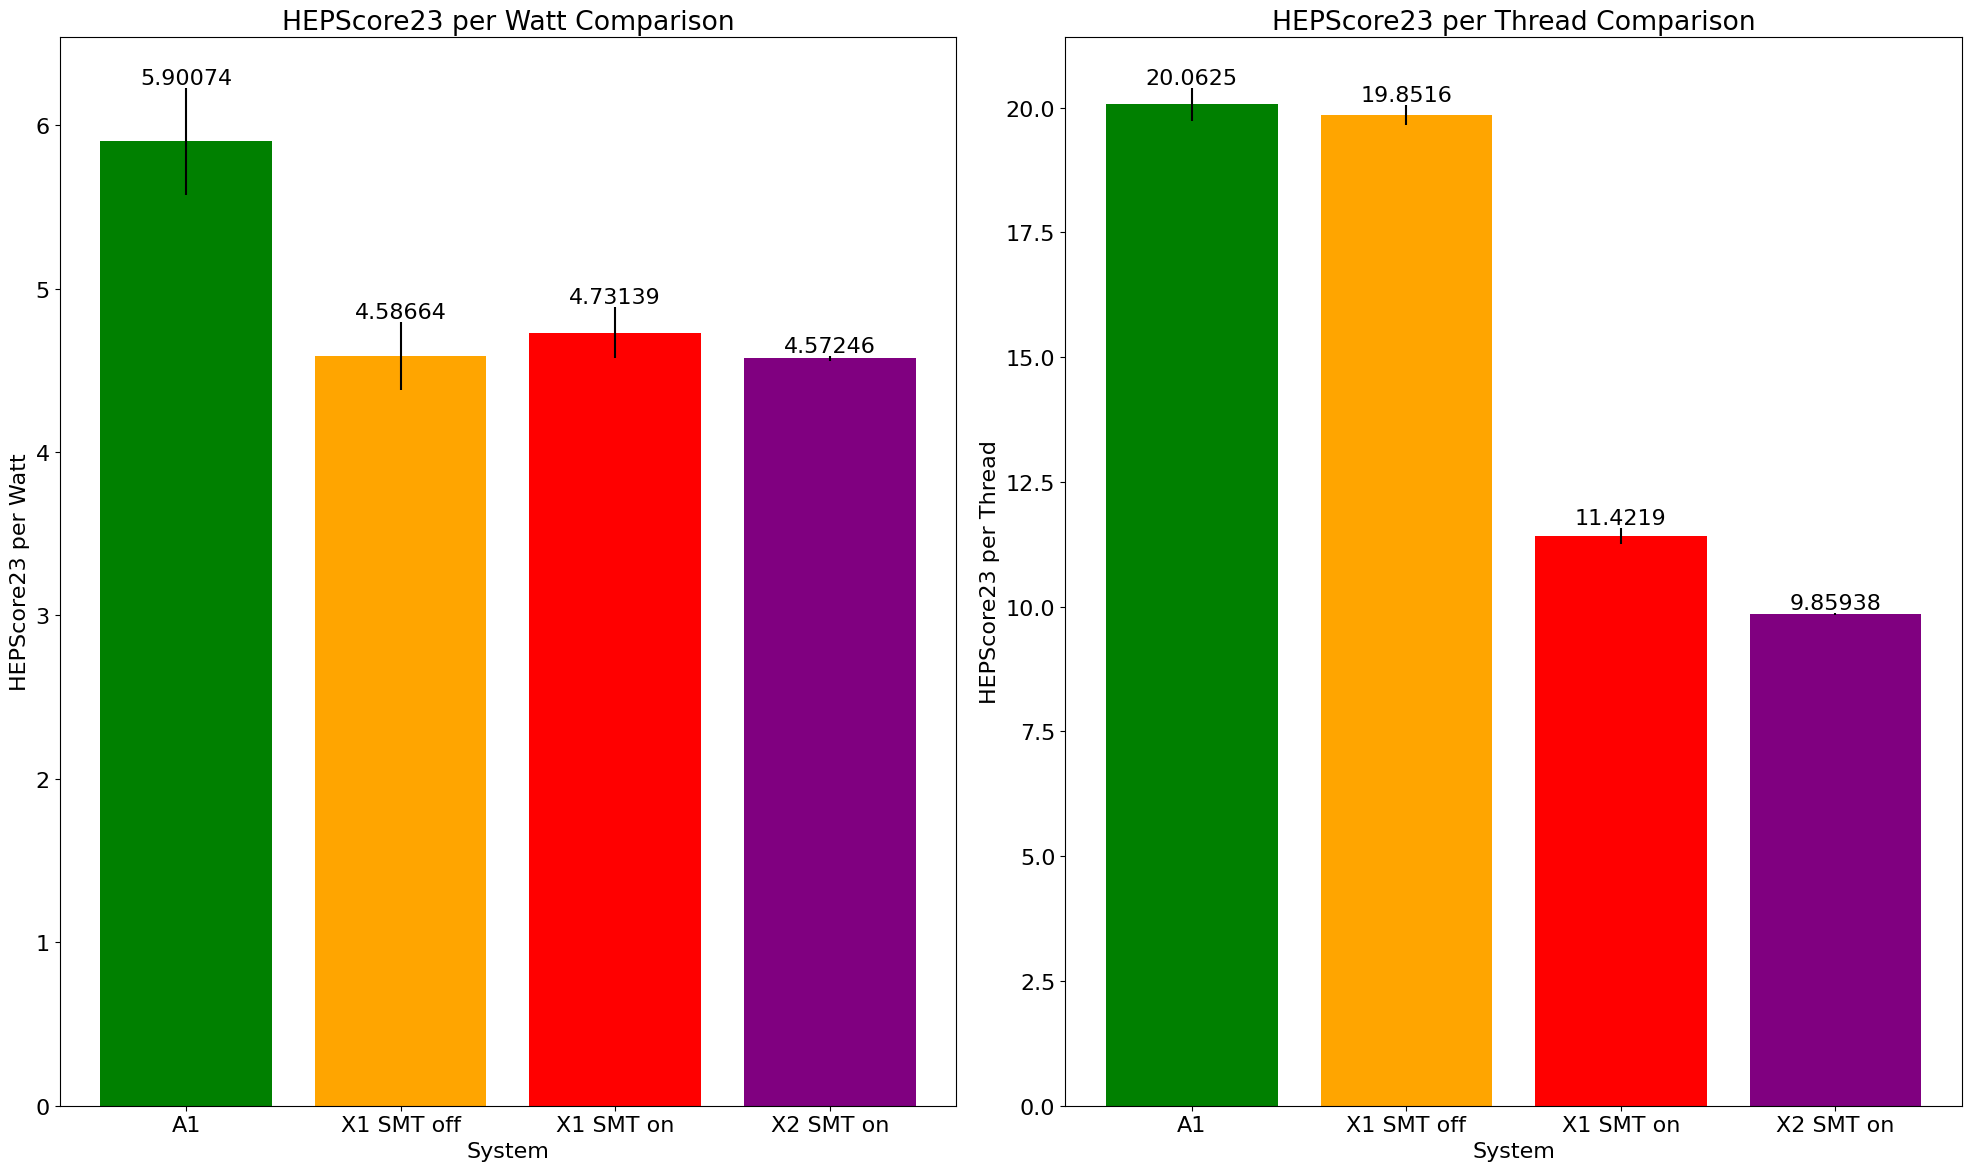 HEPScore23 per Watt Comparison
HEPScore23 per Watt
6
5
4
3
2
1
0
5.90074
4.58664
4.73139
4.57246
A1
X1 SMT off
X1 SMT on
X2 SMT on
System
HEPScore23 per Thread Comparison
HEPScore23 per Thread
20.0
17.5
15.0
12.5
10.0
7.5
5.0
2.5
0.0
20.0625
19.8516
11.4219
9.85938
A1
X1 SMT off
X1 SMT on
X2 SMT on
System